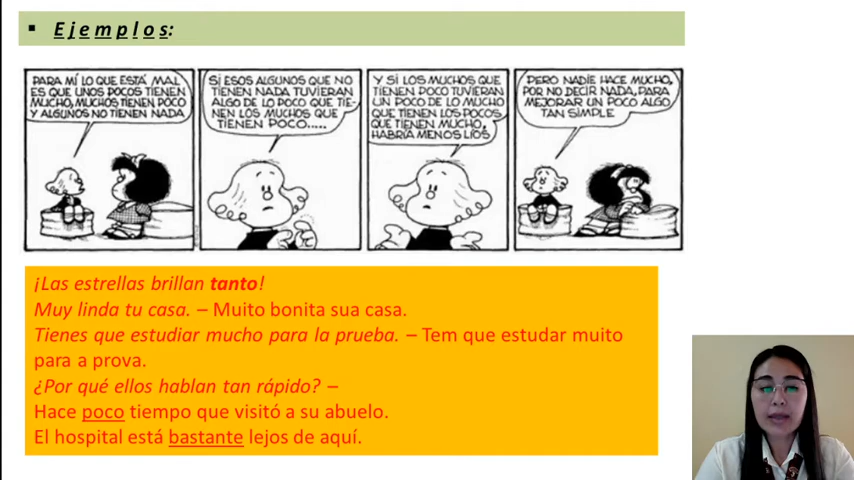 ▪ Ejemplos:
PARA MÍ LO QUE ESTÁ MAL
ES QUE UNOS POCOS TIENEN
MUCHO, MUCHOS TIENEN POCO
Y ALGUNOS NO TIENEN NADA
SI ESOS ALGUNOS QUE NO
TIENEN NADA TUVIERAN
ALGO DE LO POCO QUE TIE-
NEN LOS MUCHOS QUE
TIENEN POCO.....
Y SI LOS MUCHOS QUE
TIENEN POCO TUVIERAN
UN POCO DE LO MUCHO
QUE TIENEN LOS POCOS
QUE TIENEN MUCHO,
HABRÍA MENOS LÍOS
PERO NADIE HACE MUCHO,
POR NO DECIR NADA, PARA
MEJORAR UN POCO ALGO
TAN SIMPLE
¡Las estrellas brillan tanto!
Muy linda tu casa. – Muito bonita sua casa.
Tienes que estudiar mucho para la prueba. – Tem que estudar muito
para a prova.
¿Por qué ellos hablan tan rápido? –
Hace poco tiempo que visitó a su abuelo.
El hospital está bastante lejos de aquí.